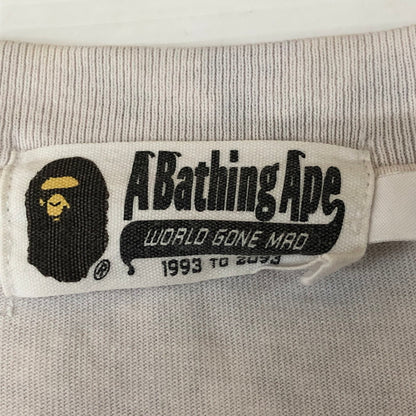 A Bathing Ape
WORLD GONE MAD
®
1993 TO 2093